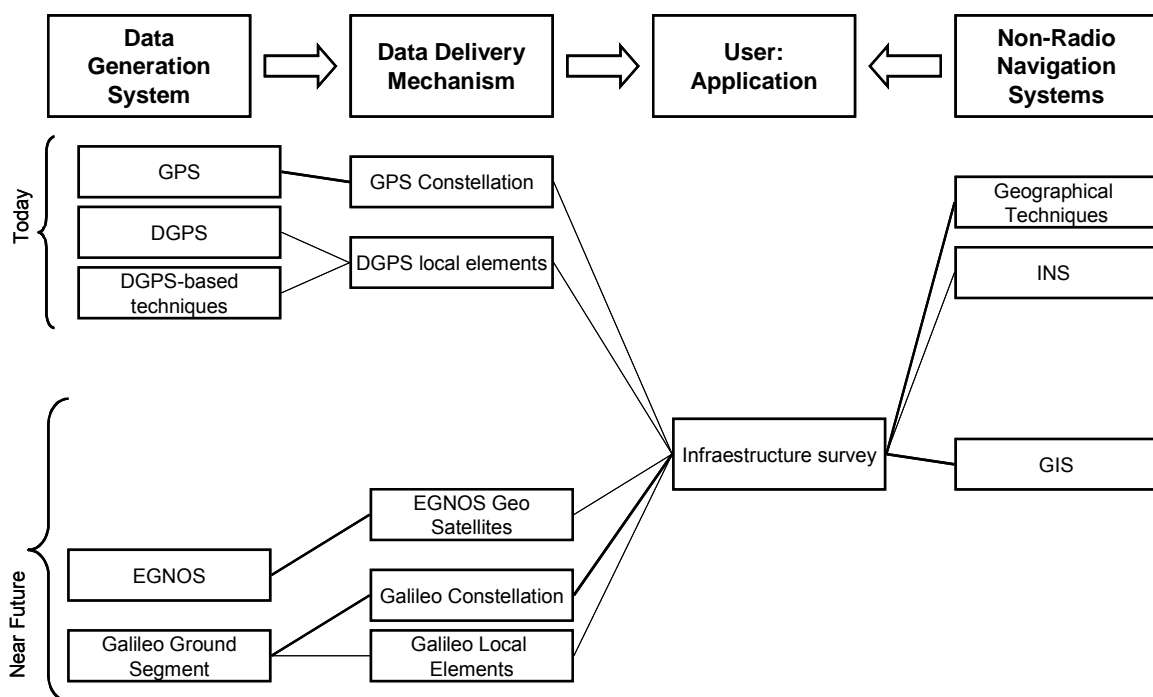 Data
Generation
System
Data Delivery
Mechanism
User:
Application
Non-Radio
Navigation
Systems
Today
GPS
DGPS
DGPS-based
techniques
GPS Constellation
DGPS local elements
Geographical
Techniques
INS
Near Future
EGNOS
Galileo Ground
Segment
EGNOS Geo
Satellites
Galileo Constellation
Galileo Local
Elements
Infraestructure survey
GIS